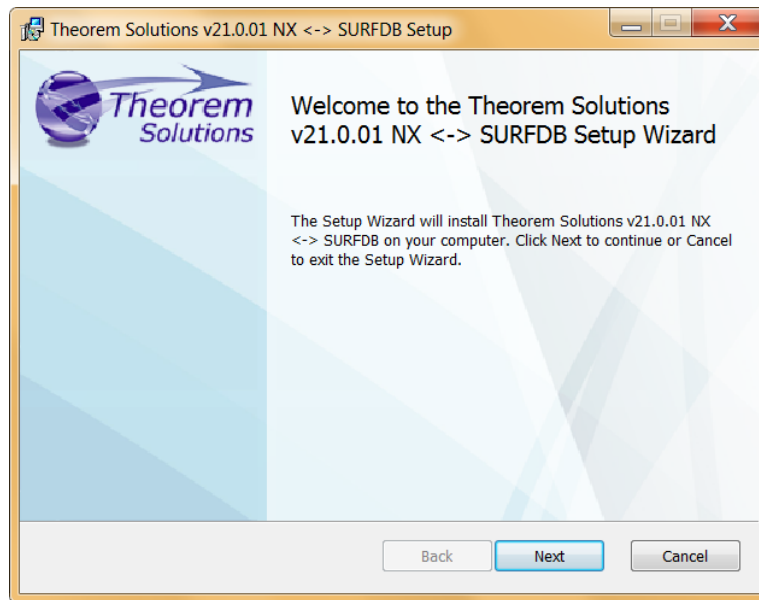 Theorem Solutions v21.0.01 NX <-> SURFDB Setup
Theorem
Solutions
Welcome to the Theorem Solutions
v21.0.01 NX <-> SURFDB Setup Wizard
The Setup Wizard will install Theorem Solutions v21.0.01 NX
<-> SURFDB on your computer. Click Next to continue or Cancel
to exit the Setup Wizard.
Back Next Cancel